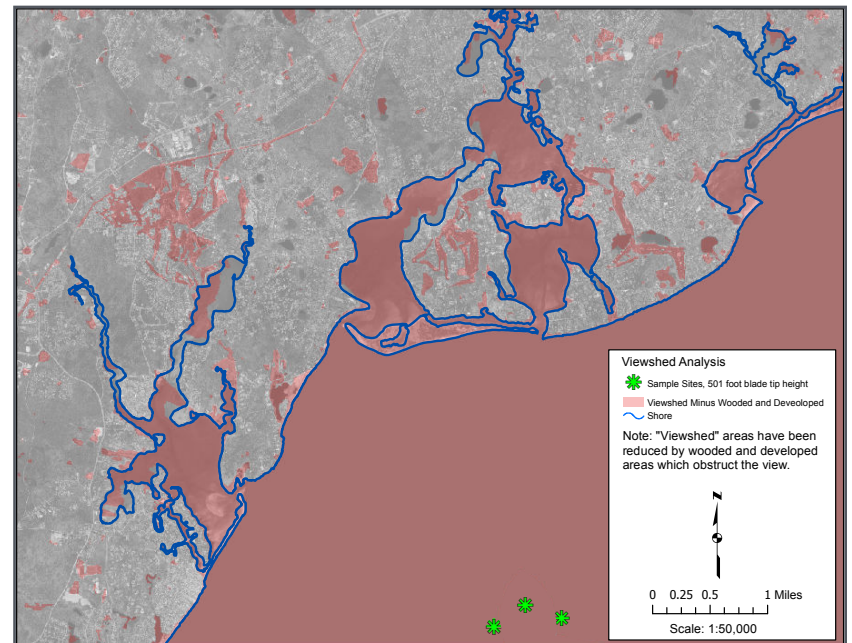 Viewshed Analysis
Sample Sites, 501 foot blade tip height
Viewshed Minus Wooded and Deveoloped
Shore
Note: "Viewshed" areas have been
reduced by wooded and developed
areas which obstruct the view.
N
0 0.25 0.5 1 Miles
Scale: 1:50,000